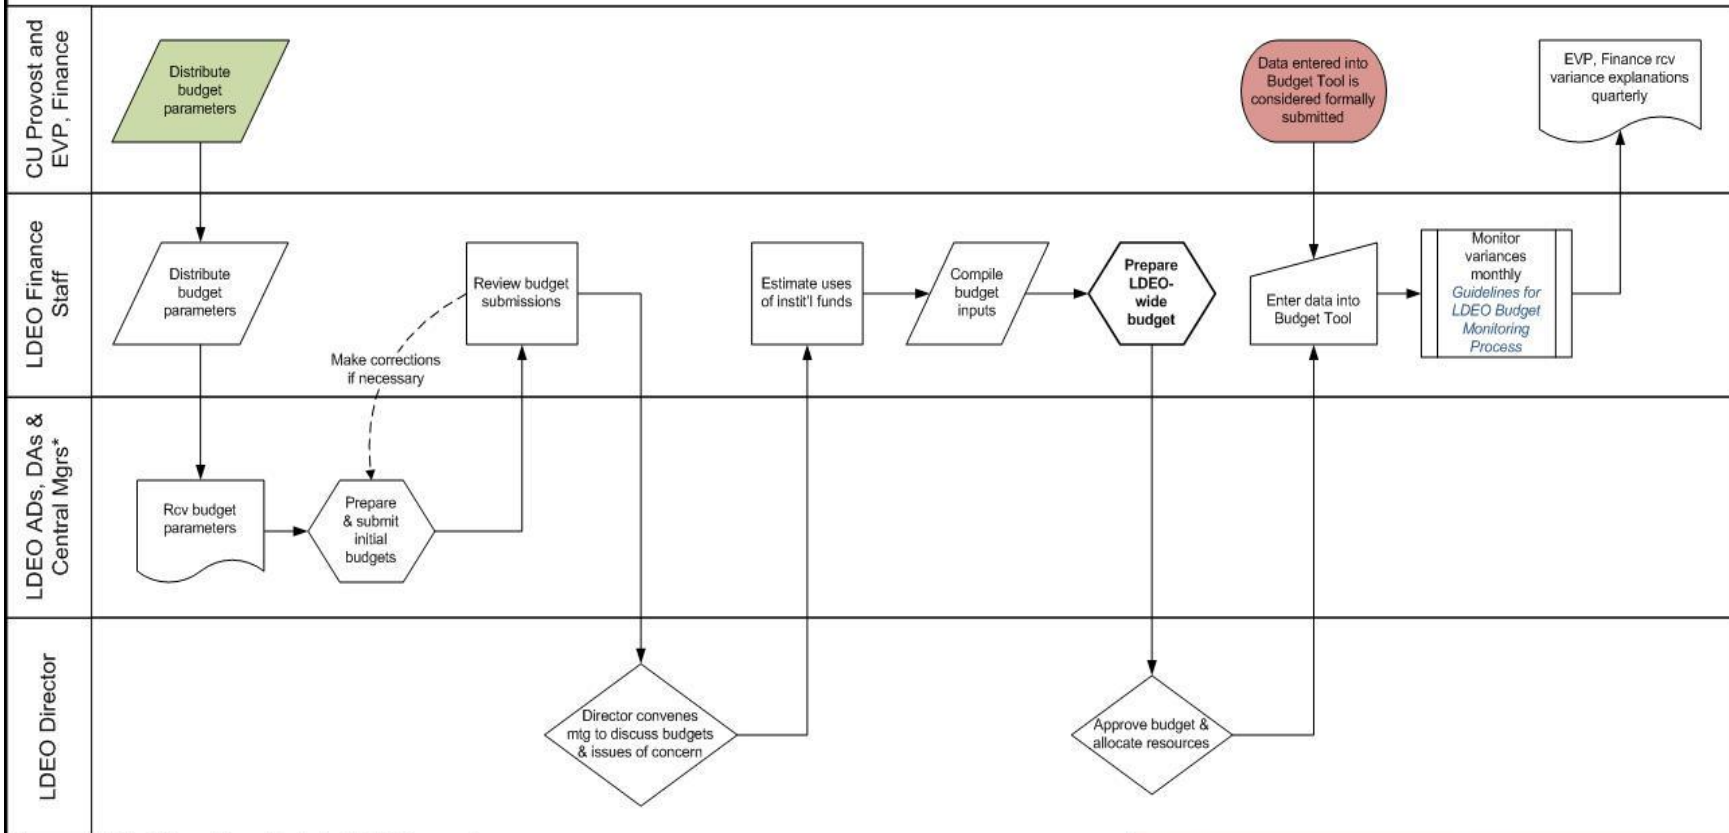 CU Provost and
EVP, Finance
Distribute
budget
parameters
Data entered into
Budget Tool is
considered formally
submitted
EVP, Finance rcv
variance explanations
quarterly
LDEO Finance
Staff
Distribute
budget
parameters
Review budget
submissions
Make corrections
if necessary
Estimate uses
of instit'l funds
Compile
budget
inputs
Prepare
LDEO-
wide
budget
Enter data into
Budget Tool
Monitor
variances
monthly
Guidelines for
LDEO Budget
Monitoring
Process
LDEO ADs, DAs &
Central Mgrs*
Rcv budget
parameters
Prepare
& submit
initial
budgets
LDEO Director
Director convenes
mtg to discuss budgets
& issues of concern
Approve budget &
allocate resources